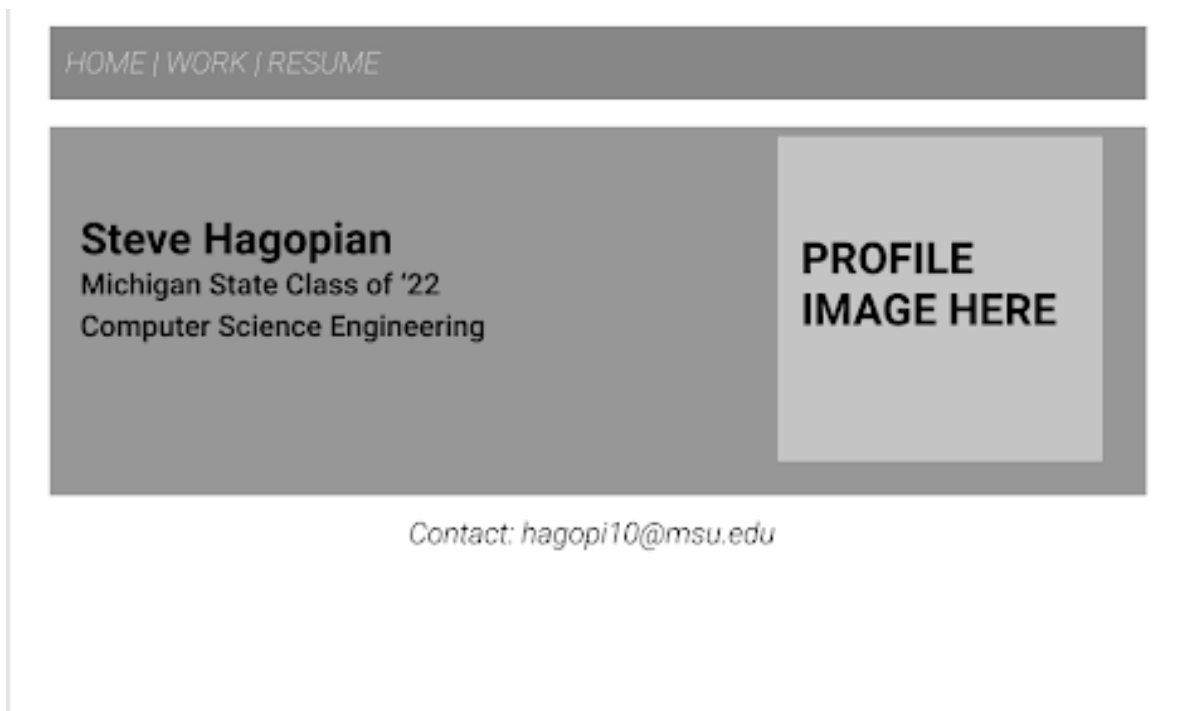 HOME | WORK | RESUME
Steve Hagopian
Michigan State Class of ‘22
Computer Science Engineering
PROFILE
IMAGE HERE
Contact: hagopi10@msu.edu